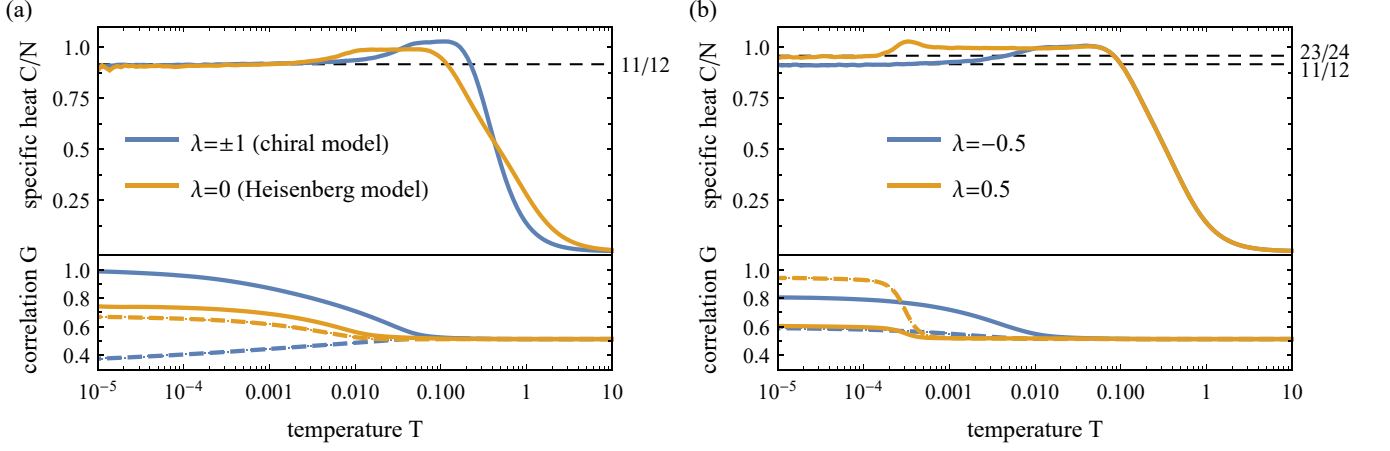 (a)
specific heat C/N
1.0
0.75
0.5
0.25
11/12
λ=±1 (chiral model)
λ=0 (Heisenberg model)
correlation G
1.0
0.8
0.6
0.4
10⁻⁵ 10⁻⁴ 0.001 0.010 0.100 1 10
temperature T
(b)
specific heat C/N
1.0
0.75
0.5
0.25
23/24
11/12
λ=−0.5
λ=0.5
correlation G
1.0
0.8
0.6
0.4
10⁻⁵ 10⁻⁴ 0.001 0.010 0.100 1 10
temperature T